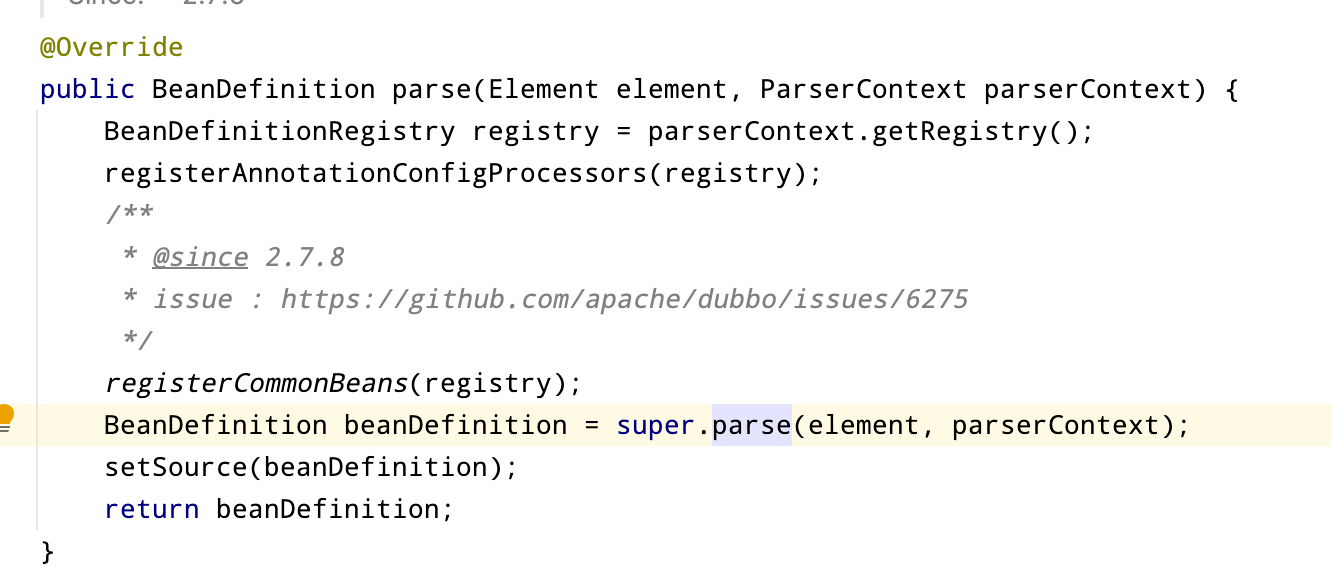 Since: 2.7.8
@Override
public BeanDefinition parse(Element element, ParserContext parserContext) {
    BeanDefinitionRegistry registry = parserContext.getRegistry();
    registerAnnotationConfigProcessors(registry);
    /**
     * @since 2.7.8
     * issue : https://github.com/apache/dubbo/issues/6275
     */
    registerCommonBeans(registry);
    BeanDefinition beanDefinition = super.parse(element, parserContext);
    setSource(beanDefinition);
    return beanDefinition;
}